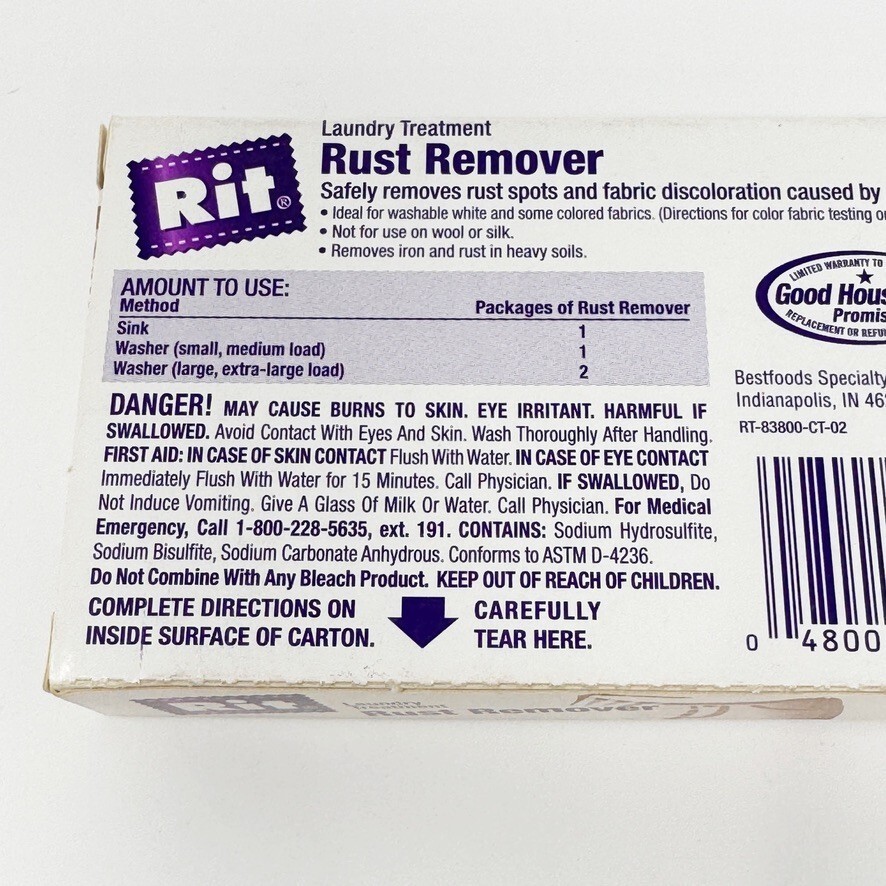 Laundry Treatment
Rit®
Rust Remover
Safely removes rust spots and fabric discoloration caused by
• Ideal for washable white and some colored fabrics. (Directions for color fabric testing
• Not for use on wool or silk.
• Removes iron and rust in heavy soils.
AMOUNT TO USE:
Method Packages of Rust Remover
Sink 1
Washer (small, medium load) 1
Washer (large, extra-large load) 2
DANGER! MAY CAUSE BURNS TO SKIN. EYE IRRITANT. HARMFUL IF
SWALLOWED. Avoid Contact With Eyes And Skin. Wash Thoroughly After Handling.
FIRST AID: IN CASE OF SKIN CONTACT Flush With Water. IN CASE OF EYE CONTACT
Immediately Flush With Water for 15 Minutes. Call Physician. IF SWALLOWED, Do
Not Induce Vomiting. Give A Glass Of Milk Or Water. Call Physician. For Medical
Emergency, Call 1-800-228-5635, ext. 191. CONTAINS: Sodium Hydrosulfite,
Sodium Bisulfite, Sodium Carbonate Anhydrous. Conforms to ASTM D-4236.
Do Not Combine With Any Bleach Product. KEEP OUT OF REACH OF CHILDREN.
COMPLETE DIRECTIONS ON
INSIDE SURFACE OF CARTON.
CAREFULLY
TEAR HERE.
LIMITED WARRANTY TO
Good
REPLACEMENT OR
Bestfoods Specialty
Indianapolis, IN 46
RT-83800-CT-02
0 4800
Rit
Laundry
Treatment
Rust Remover